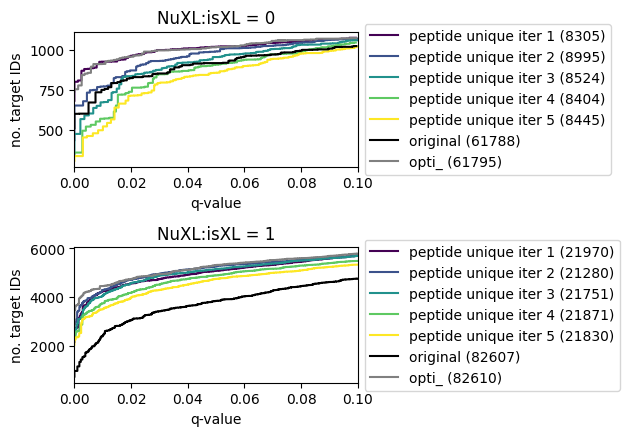 NuXL:isXL = 0
no. target IDs
1000
750
500
0.00 0.02 0.04 0.06 0.08 0.10
q-value
peptide unique iter 1 (8305)
peptide unique iter 2 (8995)
peptide unique iter 3 (8524)
peptide unique iter 4 (8404)
peptide unique iter 5 (8445)
original (61788)
opti_ (61795)
NuXL:isXL = 1
no. target IDs
6000
4000
2000
0.00 0.02 0.04 0.06 0.08 0.10
q-value
peptide unique iter 1 (21970)
peptide unique iter 2 (21280)
peptide unique iter 3 (21751)
peptide unique iter 4 (21871)
peptide unique iter 5 (21830)
original (82607)
opti_ (82610)